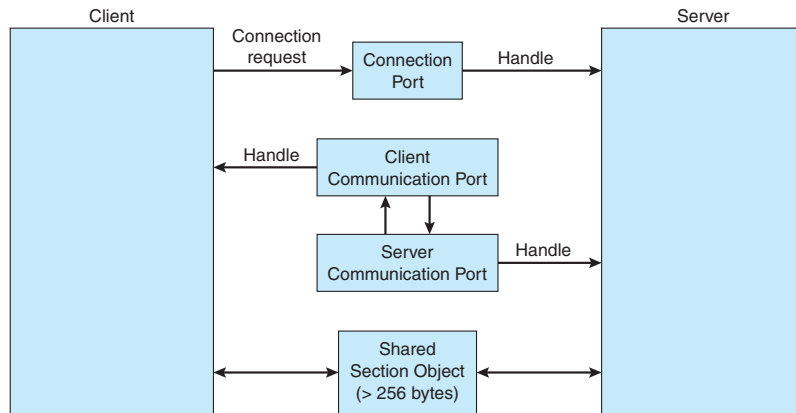 Client
Server
Connection
request
Connection
Port
Handle
Handle
Client
Communication Port
Server
Communication Port
Handle
Shared
Section Object
(> 256 bytes)